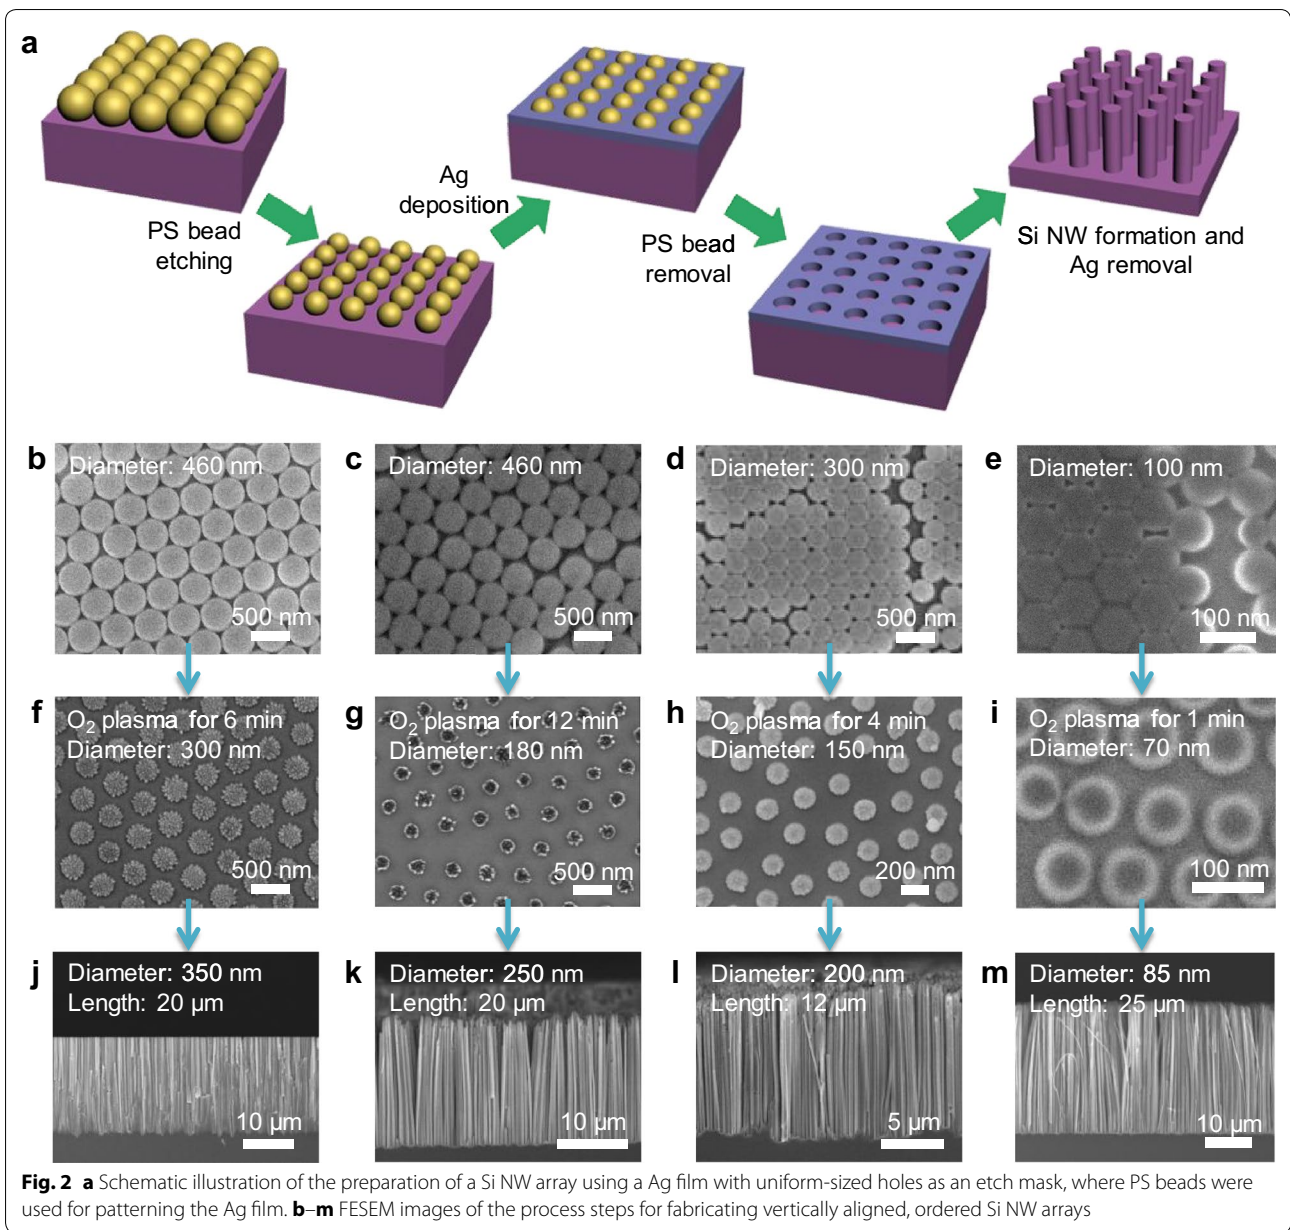 a
PS bead
etching
Ag
deposition
PS bead
removal
Si NW formation and
Ag removal
b
Diameter: 460 nm
500 nm
c
Diameter: 460 nm
500 nm
d
Diameter: 300 nm
500 nm
e
Diameter: 100 nm
100 nm
f
O₂ plasma for 6 min
Diameter: 300 nm
500 nm
g
O₂ plasma for 12 min
Diameter: 180 nm
500 nm
h
O₂ plasma for 4 min
Diameter: 150 nm
200 nm
i
O₂ plasma for 1 min
Diameter: 70 nm
100 nm
j
Diameter: 350 nm
Length: 20 µm
10 µm
k
Diameter: 250 nm
Length: 20 µm
10 µm
l
Diameter: 200 nm
Length: 12 µm
5 µm
m
Diameter: 85 nm
Length: 25 µm
10 µm
Fig. 2 a Schematic illustration of the preparation of a Si NW array using a Ag film with uniform-sized holes as an etch mask, where PS beads were
used for patterning the Ag film. b–m FESEM images of the process steps for fabricating vertically aligned, ordered Si NW arrays